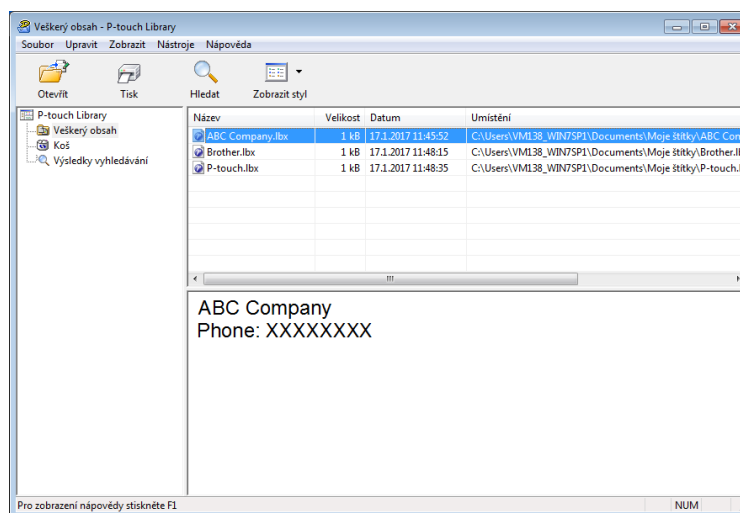 Veškerý obsah - P-touch Library
Soubor Upravit Zobrazit Nástroje Nápověda
Otevřít Tisk Hledat Zobrazit styl
P-touch Library
Veškerý obsah
Koš
Výsledky vyhledávání
Název Velikost Datum Umístění
ABC Company.lbx 1 kB 17.1.2017 11:45:52 C:\Users\VM138_WIN7SP1\Documents\Moje štítky\ABC Com
Brother.lbx 1 kB 17.1.2017 11:48:15 C:\Users\VM138_WIN7SP1\Documents\Moje štítky\Brother.l
P-touch.lbx 1 kB 17.1.2017 11:48:35 C:\Users\VM138_WIN7SP1\Documents\Moje štítky\P-touch.
ABC Company
Phone: XXXXXXXX
Pro zobrazení nápovědy stiskněte F1
NUM